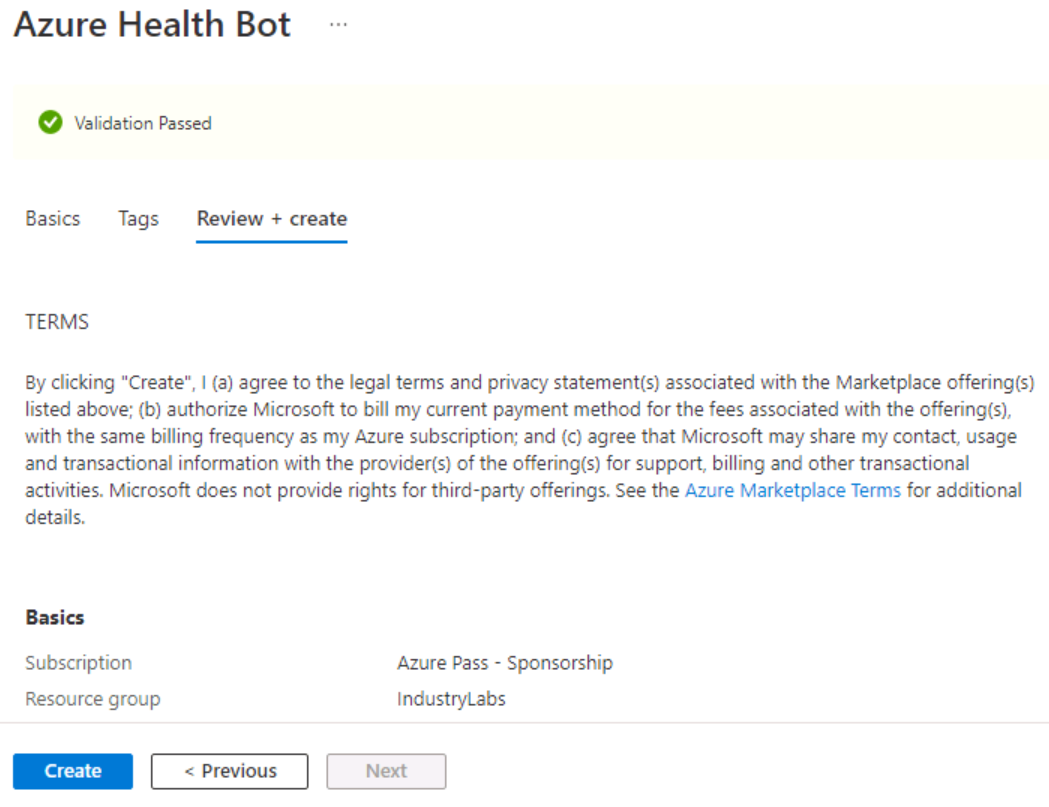 Azure Health Bot ...
Validation Passed
Basics Tags Review + create
TERMS
By clicking "Create", I (a) agree to the legal terms and privacy statement(s) associated with the Marketplace offering(s)
listed above; (b) authorize Microsoft to bill my current payment method for the fees associated with the offering(s),
with the same billing frequency as my Azure subscription; and (c) agree that Microsoft may share my contact, usage
and transactional information with the provider(s) of the offering(s) for support, billing and other transactional
activities. Microsoft does not provide rights for third-party offerings. See the Azure Marketplace Terms for additional
details.
Basics
Subscription Azure Pass - Sponsorship
Resource group IndustryLabs
Create < Previous Next